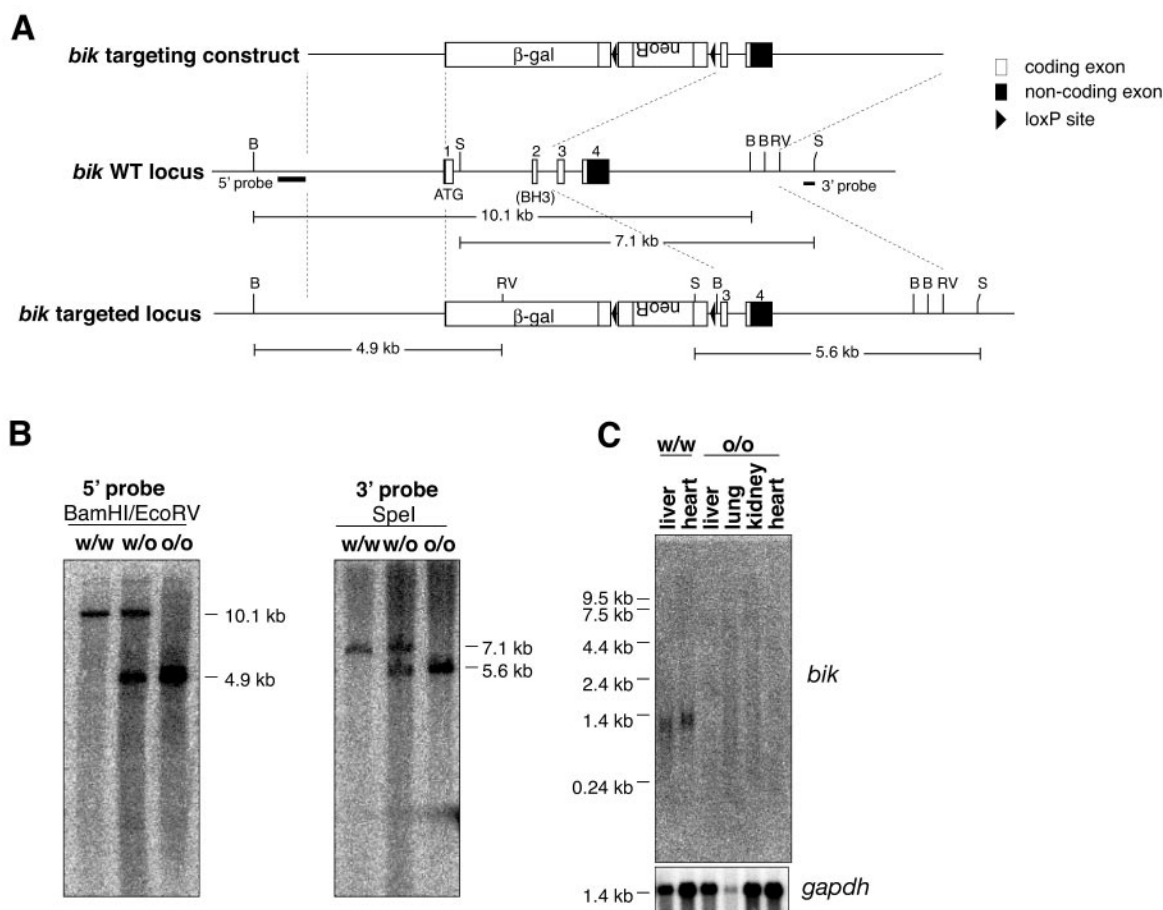 A
bik targeting construct
β-gal
neoR
coding exon
non-coding exon
loxP site
B S B B RV S
1 2 3 4
bik WT locus
5' probe
ATG
(BH3)
3' probe
10.1 kb
7.1 kb
B RV S B 3 4 B B RV S
bik targeted locus
β-gal
neoR
4.9 kb
5.6 kb
B
5' probe
BamHI/EcoRV
w/w w/o o/o
10.1 kb
4.9 kb
3' probe
SpeI
w/w w/o o/o
7.1 kb
5.6 kb
C
w/w o/o
liver heart liver lung kidney heart
9.5 kb
7.5 kb
4.4 kb
2.4 kb
1.4 kb
0.24 kb
bik
1.4 kb
gapdh